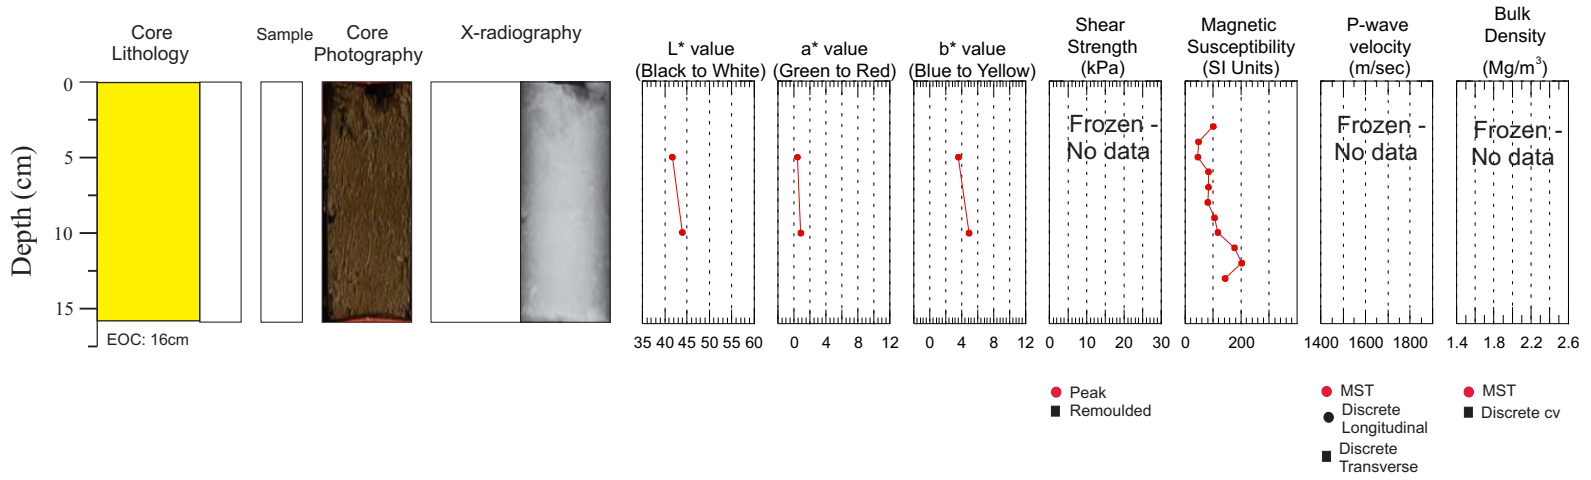 Core
Lithology
Sample
Core
Photography
X-radiography
L* value
(Black to White)
a* value
(Green to Red)
b* value
(Blue to Yellow)
Shear
Strength
(kPa)
Magnetic
Susceptibility
(SI Units)
P-wave
velocity
(m/sec)
Bulk
Density
(Mg/m³)
Depth (cm)
0
5
10
15
EOC: 16cm
Frozen -
No data
Frozen -
No data
Frozen -
No data
35 40 45 50 55 60
0 4 8 12
0 4 8 12
0 10 20 30
0 200
1400 1600 1800
1.4 1.8 2.2 2.6
Peak
Remoulded
MST
Discrete
Longitudinal
Discrete
Transverse
MST
Discrete cv